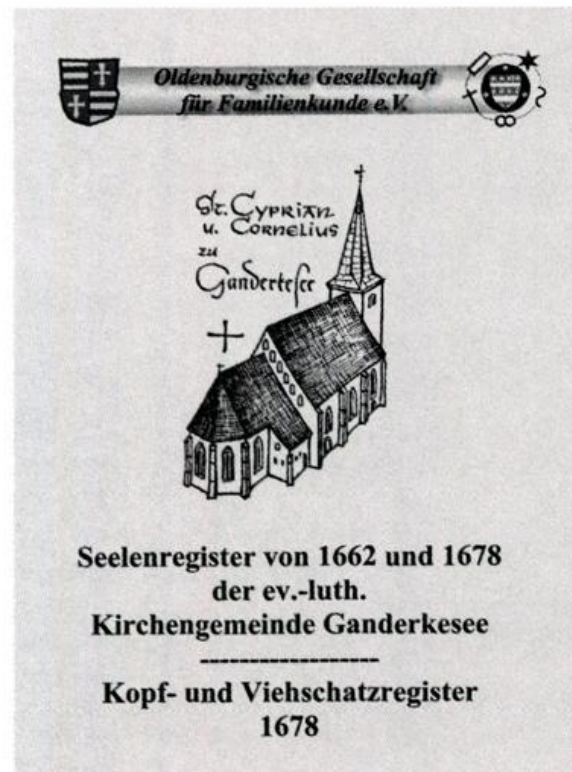 Oldenburgische Gesellschaft
für Familienkunde e.V.
St. Cyprian
u. Cornelius
zu
Ganderkesee
Seelenregister von 1662 und 1678
der ev.-luth.
Kirchengemeinde Ganderkesee
------------------
Kopf- und Viehschatzregister
1678